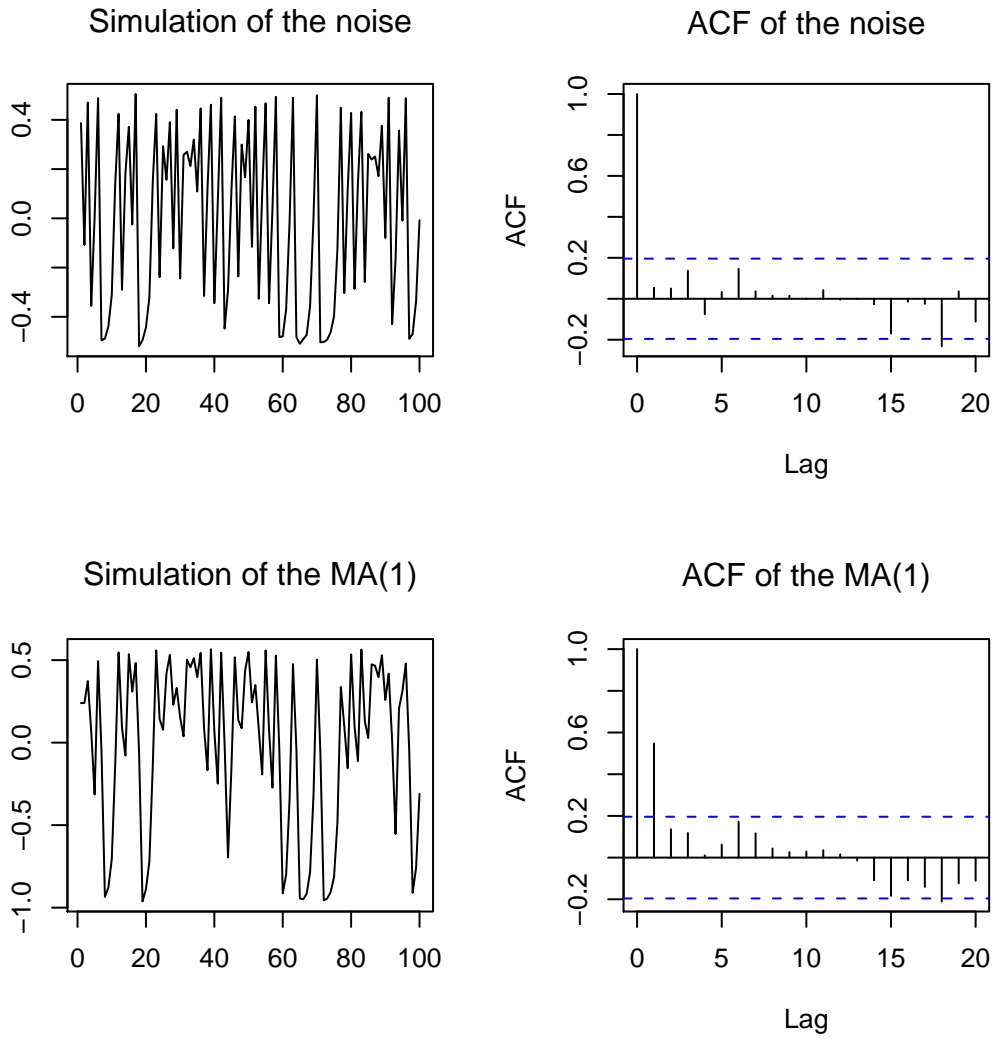 Simulation of the noise
0.4
0.0
−0.4
0 20 40 60 80 100
ACF of the noise
1.0
0.6
0.2
−0.2
ACF
0 5 10 15 20
Lag
Simulation of the MA(1)
0.5
0.0
−0.5
−1.0
0 20 40 60 80 100
ACF of the MA(1)
1.0
0.6
0.2
−0.2
ACF
0 5 10 15 20
Lag